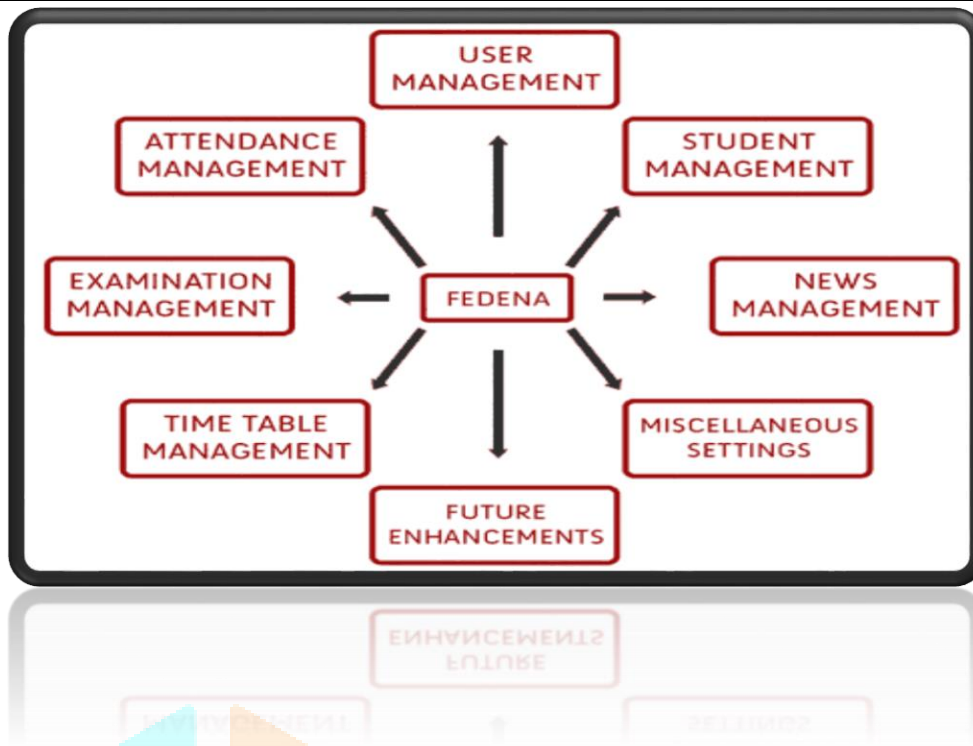 USER
MANAGEMENT
ATTENDANCE
MANAGEMENT
STUDENT
MANAGEMENT
EXAMINATION
MANAGEMENT
FEDENA
NEWS
MANAGEMENT
TIME TABLE
MANAGEMENT
MISCELLANEOUS
SETTINGS
FUTURE
ENHANCEMENTS